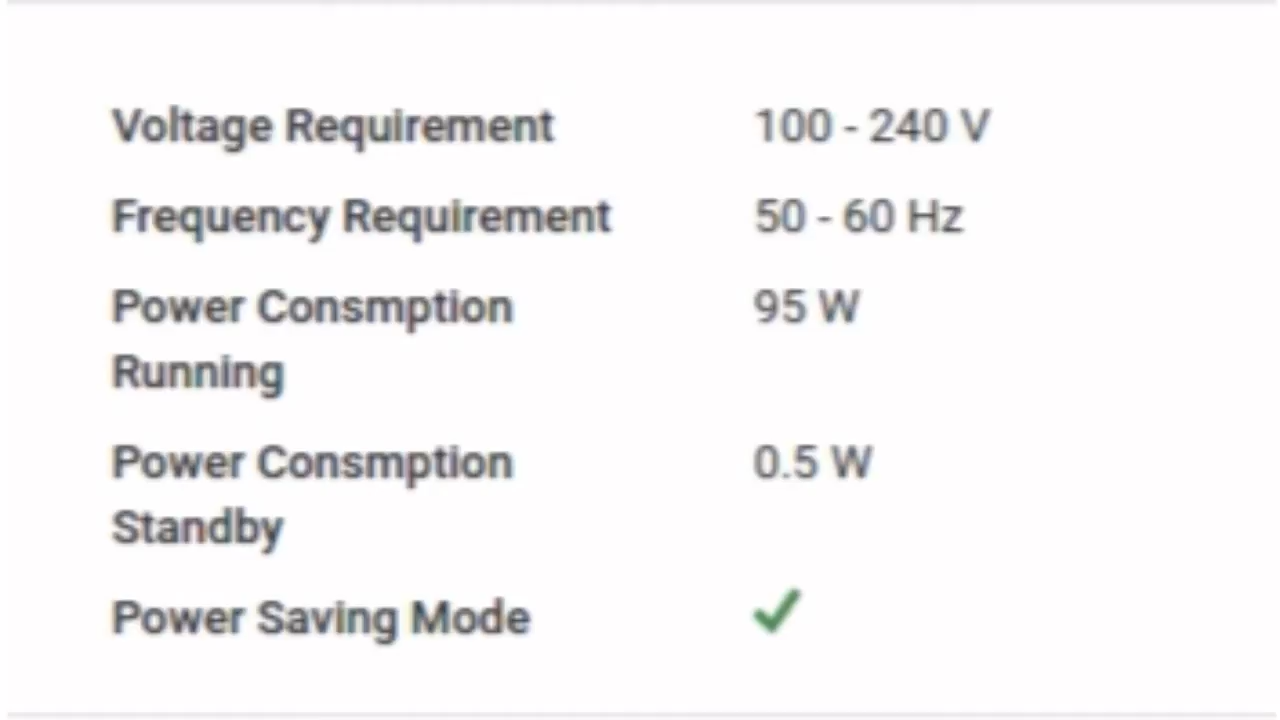 Voltage Requirement 100 - 240 V
Frequency Requirement 50 - 60 Hz
Power Consmption 95 W
Running
Power Consmption 0.5 W
Standby
Power Saving Mode ✔